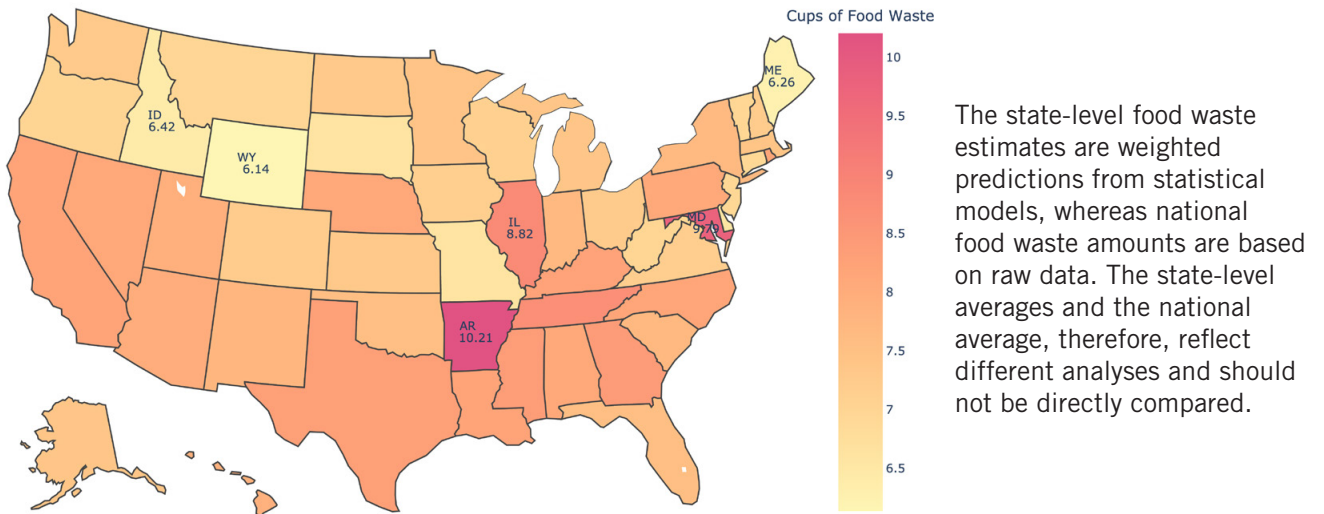 Cups of Food Waste
10
9.5
9
8.5
8
7.5
7
6.5
ME
6.26
ID
6.42
WY
6.14
IL
8.82
MD
9.79
AR
10.21
The state-level food waste
estimates are weighted
predictions from statistical
models, whereas national
food waste amounts are based
on raw data. The state-level
averages and the national
average, therefore, reflect
different analyses and should
not be directly compared.